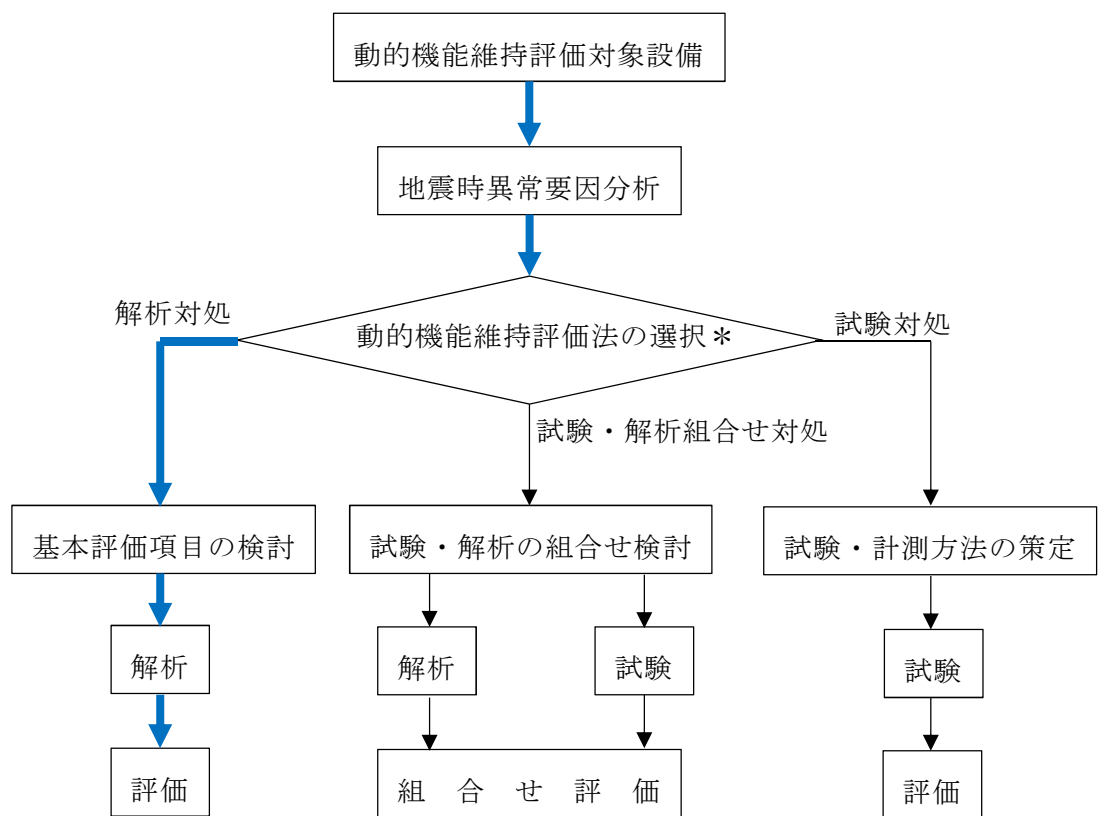 動的機能維持評価対象設備
地震時異常要因分析
解析対処
動的機能維持評価法の選択＊
試験対処
試験・解析組合せ対処
基本評価項目の検討
試験・解析の組合せ検討
試験・計測方法の策定
解析
解析
試験
試験
評価
組合せ評価
評価